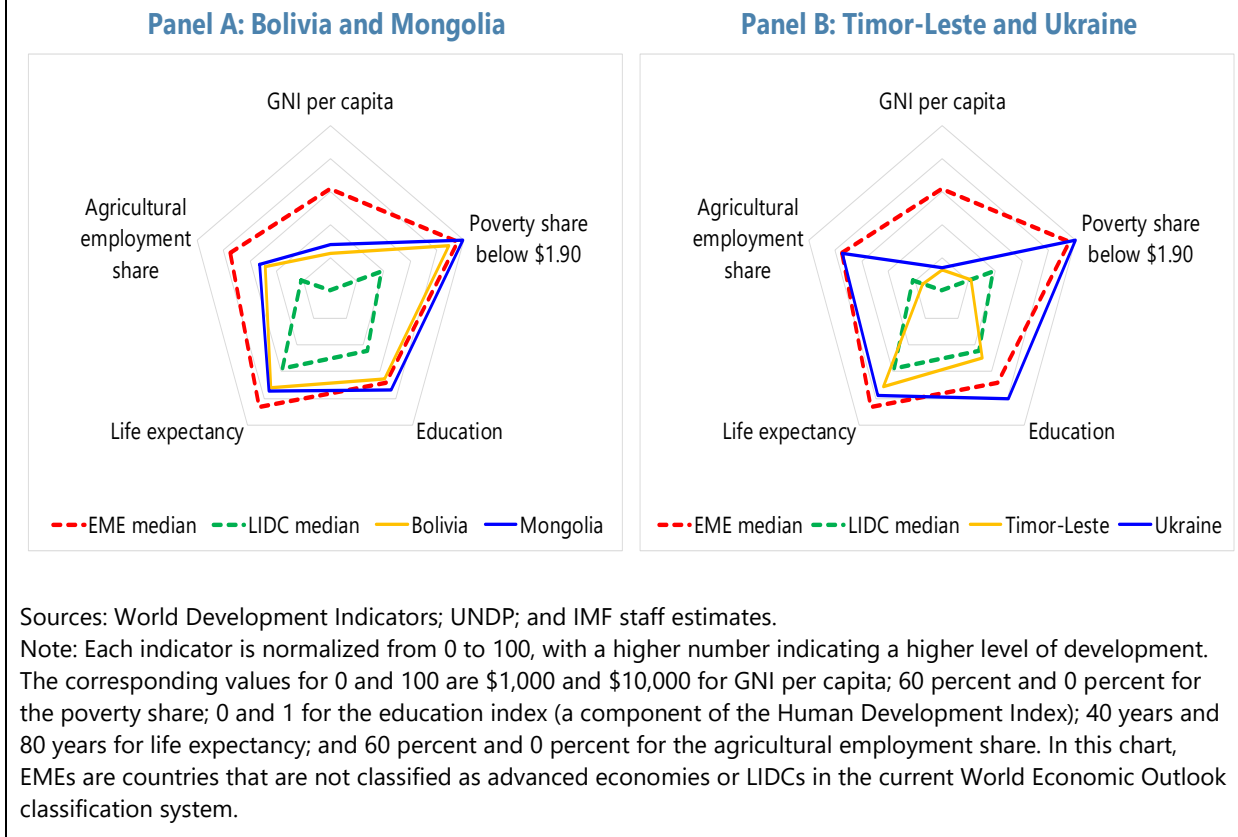 Panel A: Bolivia and Mongolia
GNI per capita
Agricultural
employment
share
Poverty share
below $1.90
Life expectancy
Education
EME median
LIDC median
Bolivia
Mongolia
Panel B: Timor-Leste and Ukraine
GNI per capita
Agricultural
employment
share
Poverty share
below $1.90
Life expectancy
Education
EME median
LIDC median
Timor-Leste
Ukraine
Sources: World Development Indicators; UNDP; and IMF staff estimates.
Note: Each indicator is normalized from 0 to 100, with a higher number indicating a higher level of development.
The corresponding values for 0 and 100 are $1,000 and $10,000 for GNI per capita; 60 percent and 0 percent for
the poverty share; 0 and 1 for the education index (a component of the Human Development Index); 40 years and
80 years for life expectancy; and 60 percent and 0 percent for the agricultural employment share. In this chart,
EMEs are countries that are not classified as advanced economies or LIDCs in the current World Economic Outlook
classification system.